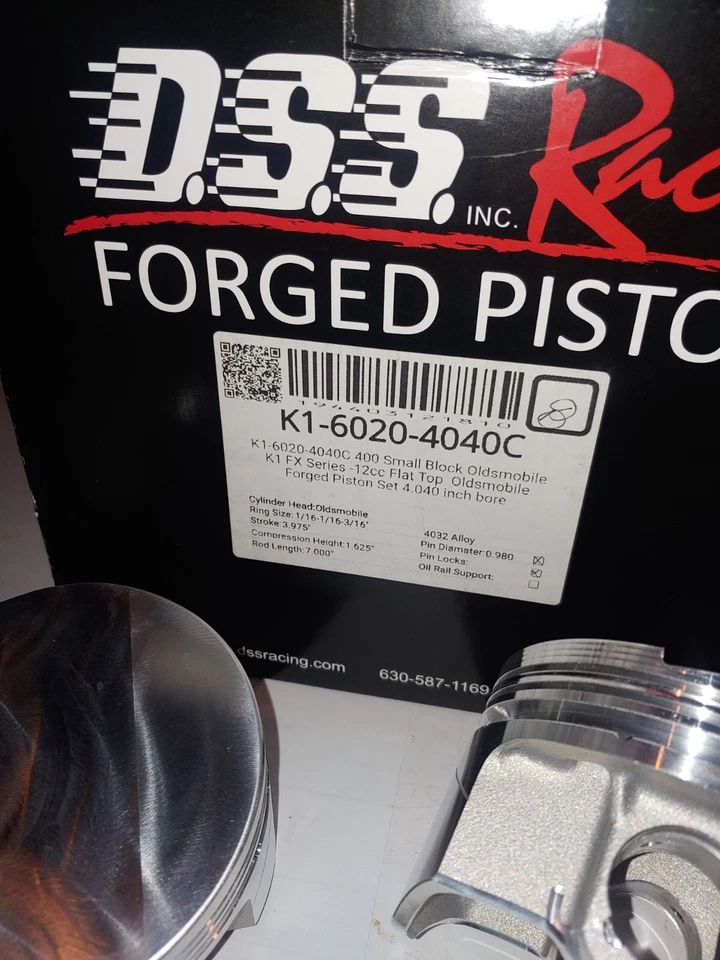 D.S.S. INC. Rac
FORGED PISTO
8
194403121810
K1-6020-4040C
K1-6020-4040C 400 Small Block Oldsmobile
K1 FX Series -12cc Flat Top Oldsmobile
Forged Piston Set 4.040 inch bore
Cylinder Head:Oldsmobile
Ring Size:1/16-1/16-3/16"
Stroke:3.975"
Compression Height:1.625"
Rod Length:7.000"
4032 Alloy
Pin Diamater:0.980
Pin Locks:
Oil Rail Support:
dssracing.com 630-587-1169